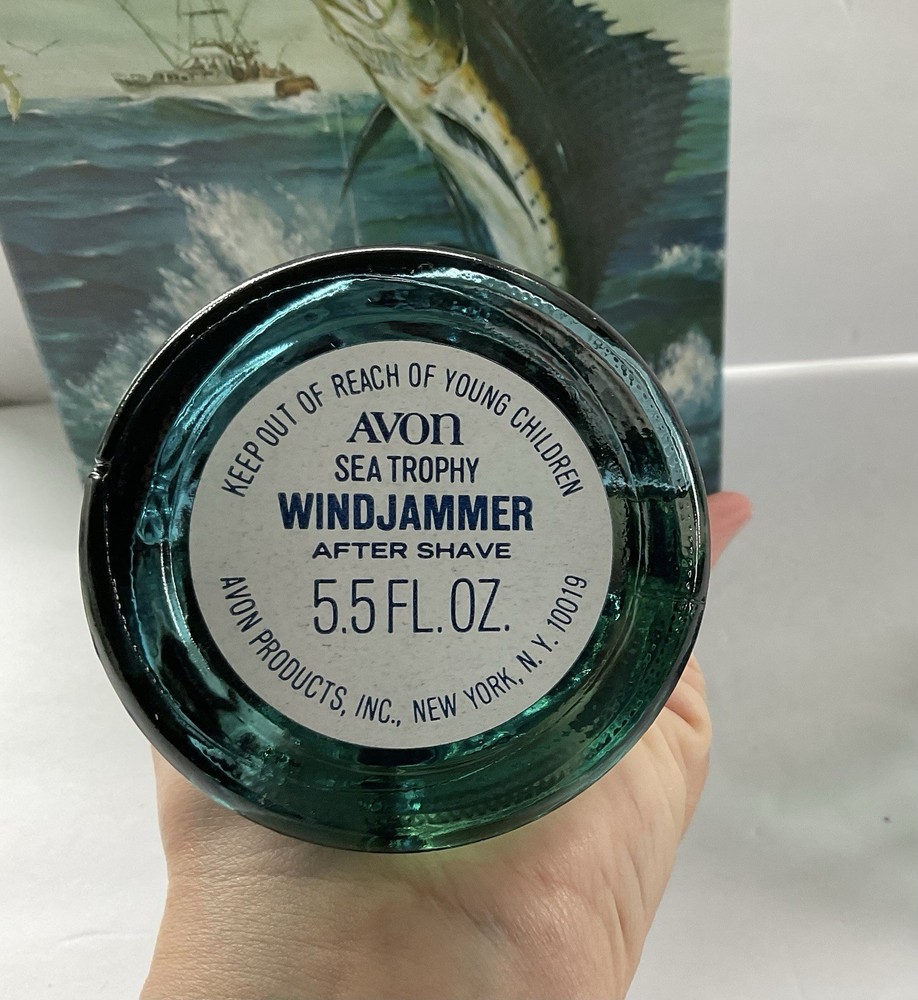 KEEP OUT OF REACH OF YOUNG CHILDREN
AVON
SEA TROPHY
WINDJAMMER
AFTER SHAVE
5.5 FL. OZ.
AVON PRODUCTS, INC., NEW YORK, N. Y. 10019